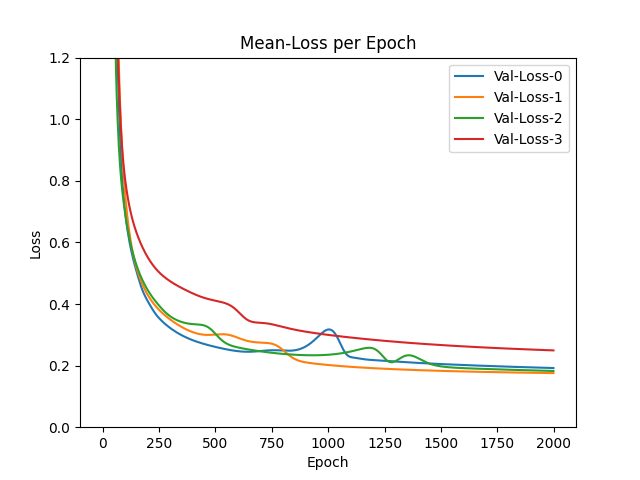 Mean-Loss per Epoch
Loss
1.2
1.0
0.8
0.6
0.4
0.2
0.0
Val-Loss-0
Val-Loss-1
Val-Loss-2
Val-Loss-3
0 250 500 750 1000 1250 1500 1750 2000
Epoch